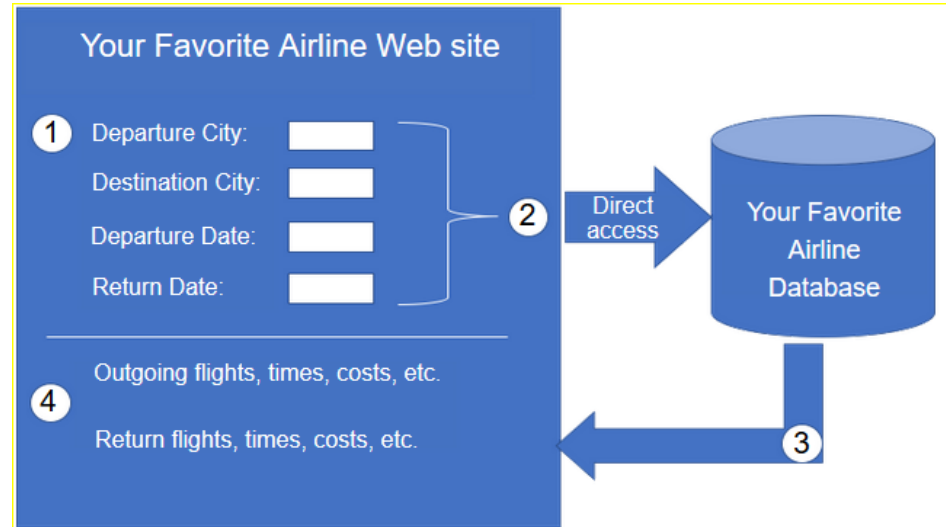 Your Favorite Airline Web site
1
Departure City:
Destination City:
Departure Date:
Return Date:
2
Direct
access
Your Favorite
Airline
Database
3
4
Outgoing flights, times, costs, etc.
Return flights, times, costs, etc.